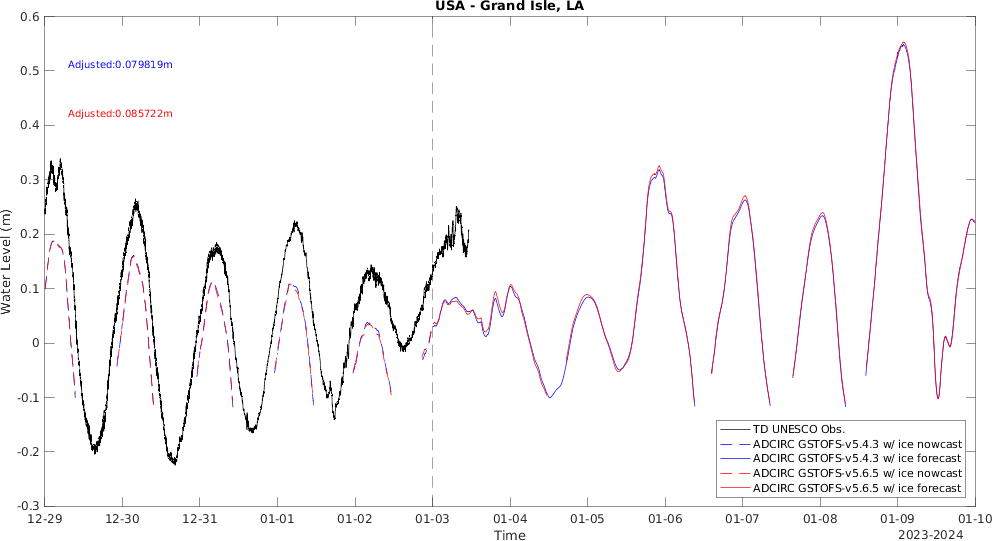 USA - Grand Isle, LA
0.6
0.5
0.4
0.3
0.2
0.1
0
-0.1
-0.2
-0.3
Water Level (m)
Adjusted:0.079819m
Adjusted:0.085722m
TD UNESCO Obs.
ADCIRC GSTOFS-v5.4.3 w/ ice nowcast
ADCIRC GSTOFS-v5.4.3 w/ ice forecast
ADCIRC GSTOFS-v5.6.5 w/ ice nowcast
ADCIRC GSTOFS-v5.6.5 w/ ice forecast
12-29 12-30 12-31 01-01 01-02 01-03 01-04 01-05 01-06 01-07 01-08 01-09 01-10
Time
2023-2024